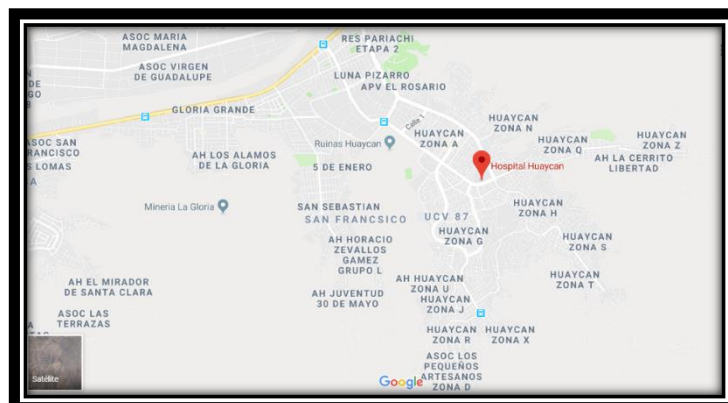 ASOC MARIA
MAGDALENA
RES PARIACHI
ETAPA 2
ASOC VIRGEN
DE GUADALUPE
LUNA PIZARRO
APV EL ROSARIO
GLORIA GRANDE
Calle 1
HUAYCAN
ZONA N
ASOC SAN
FRANCISCO
S LOMAS
A
Ruinas Huaycan
HUAYCAN
ZONA A
HUAYCAN
ZONA Q
HUAYCAN
ZONA Z
AH LOS ALAMOS
DE LA GLORIA
5 DE ENERO
Hospital Huaycan
AH LA CERRITO
LIBERTAD
Mineria La Gloria
SAN SEBASTIAN
SAN FRANCSICO
UCV 87
HUAYCAN
ZONA H
AH HORACIO
ZEVALLOS
GAMEZ
GRUPO L
HUAYCAN
ZONA G
HUAYCAN
ZONA S
AH EL MIRADOR
DE SANTA CLARA
AH JUVENTUD
30 DE MAYO
AH HUAYCAN
ZONA U
HUAYCAN
ZONA J
HUAYCAN
ZONA T
ASOC LAS
TERRAZAS
HUAYCAN
ZONA R
HUAYCAN
ZONA X
ASOC LOS
PEQUEÑOS
ARTESANOS
ZONA D
Satélite
Google